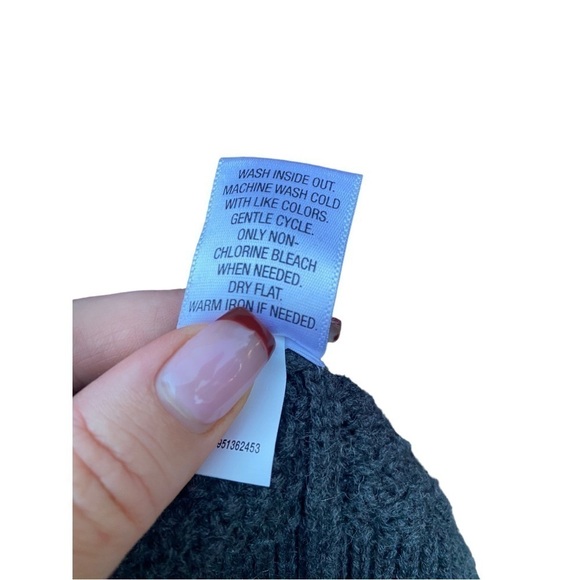 WASH INSIDE OUT.
MACHINE WASH COLD
WITH LIKE COLORS.
GENTLE CYCLE.
ONLY NON-
CHLORINE BLEACH
WHEN NEEDED.
DRY FLAT.
WARM IRON IF NEEDED.
951362453